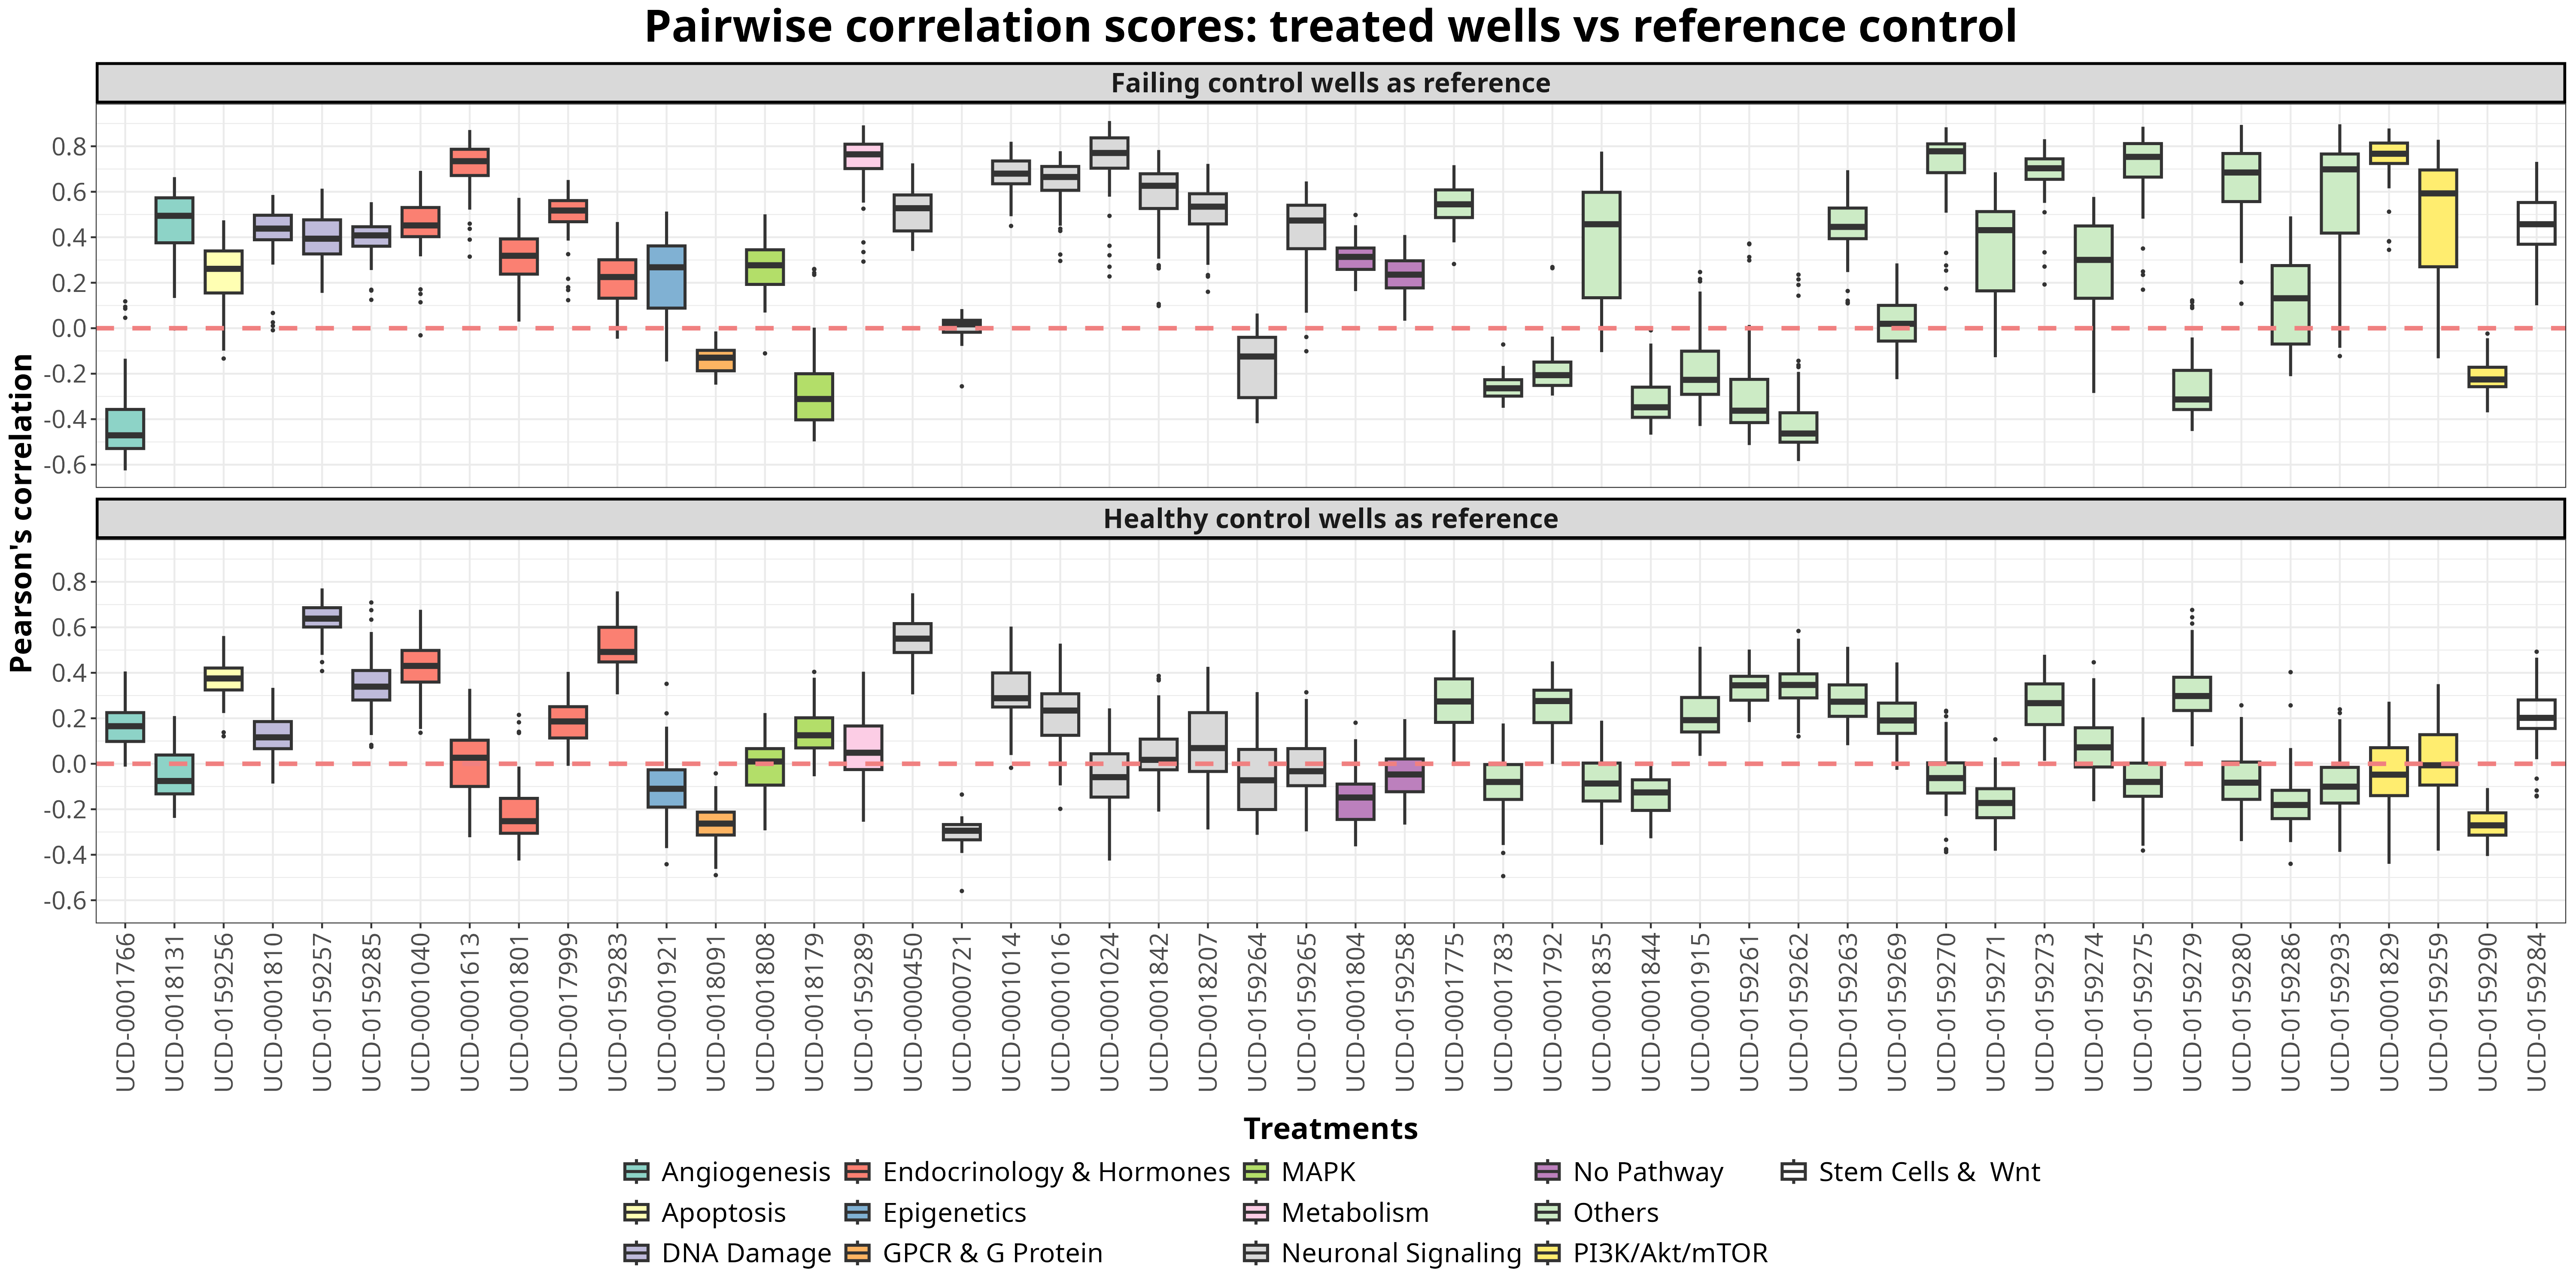 Pairwise correlation scores: treated wells vs reference control
Failing control wells as reference
0.8
0.6
0.4
0.2
0.0
-0.2
-0.4
-0.6
Healthy control wells as reference
0.8
0.6
0.4
0.2
0.0
-0.2
-0.4
-0.6
Pearson's correlation
UCD-0001766
UCD-0018131
UCD-0159256
UCD-0001810
UCD-0159257
UCD-0159285
UCD-0001040
UCD-0001613
UCD-0001801
UCD-0017999
UCD-0159283
UCD-0001921
UCD-0018091
UCD-0001808
UCD-0018179
UCD-0159289
UCD-0000450
UCD-0000721
UCD-0001014
UCD-0001016
UCD-0001024
UCD-0001842
UCD-0018207
UCD-0159264
UCD-0159265
UCD-0001804
UCD-0159258
UCD-0001775
UCD-0001783
UCD-0001792
UCD-0001835
UCD-0001844
UCD-0001915
UCD-0159261
UCD-0159262
UCD-0159263
UCD-0159269
UCD-0159270
UCD-0159271
UCD-0159273
UCD-0159274
UCD-0159275
UCD-0159279
UCD-0159280
UCD-0159286
UCD-0159293
UCD-0001829
UCD-0159259
UCD-0159290
UCD-0159284
Treatments
Angiogenesis
Endocrinology & Hormones
MAPK
No Pathway
Stem Cells &  Wnt
Apoptosis
Epigenetics
Metabolism
Others
DNA Damage
GPCR & G Protein
Neuronal Signaling
PI3K/Akt/mTOR